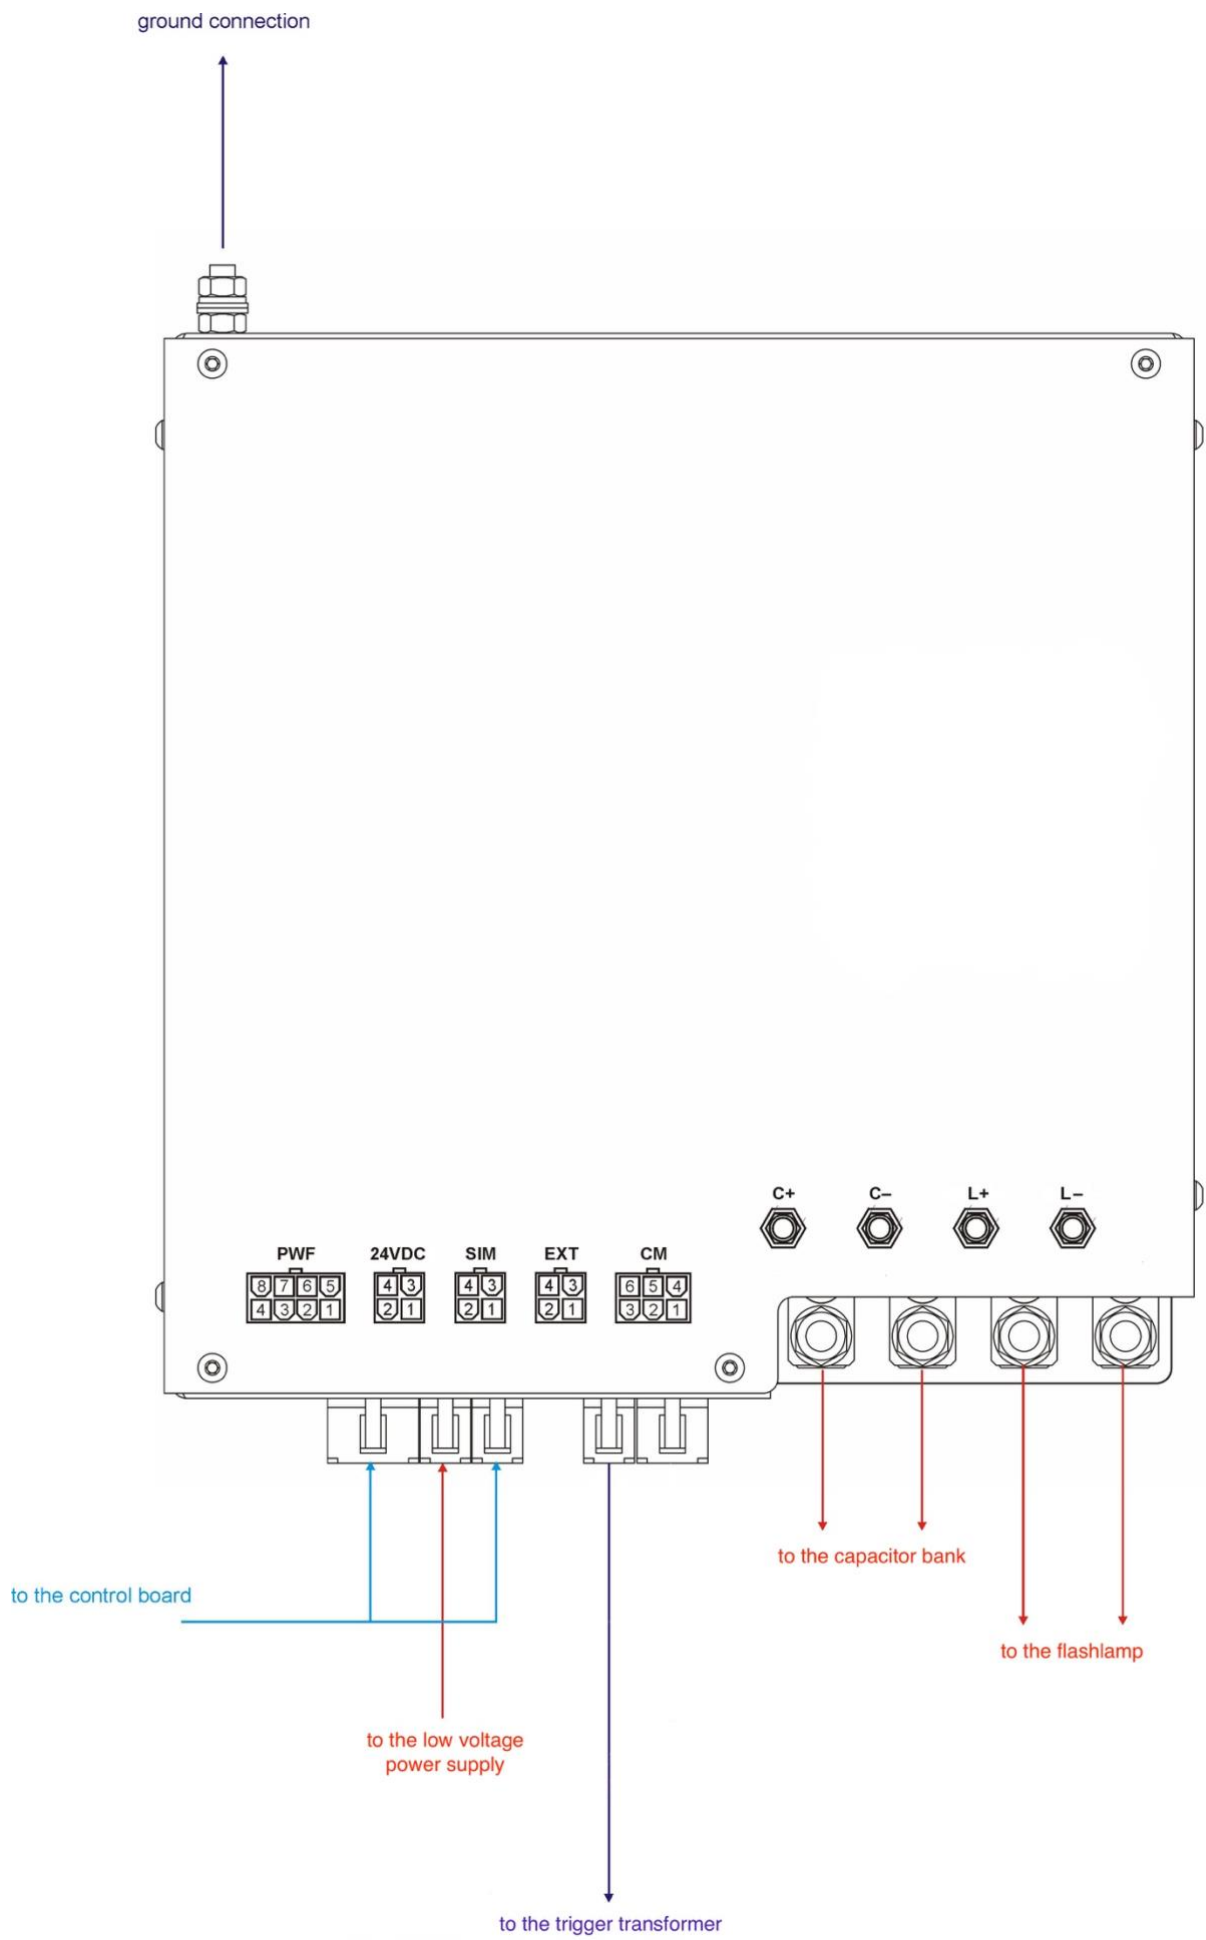 ground connection
C+ C– L+ L–
PWF 24VDC SIM EXT CM
8 7 6 5 4 3 4 3 4 3 6 5 4
4 3 2 1 2 1 2 1 2 1 3 2 1
to the capacitor bank
to the control board
to the flashlamp
to the low voltage
power supply
to the trigger transformer